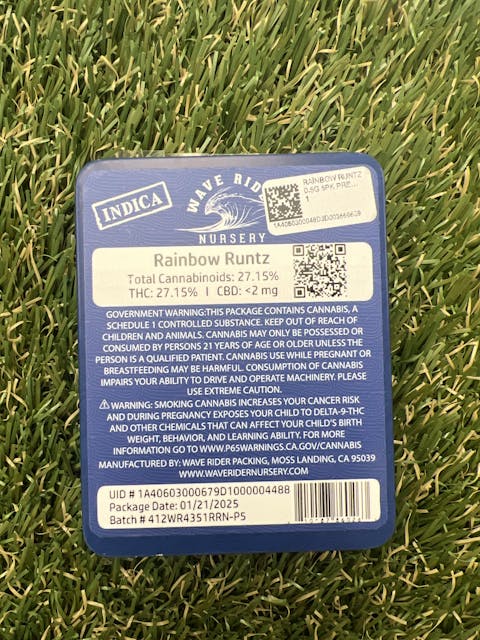 INDICA
WAVE RIDE
NURSERY
RAINBOW RUNTZ
0.5G 5PK PRE...
1
Rainbow Runtz
Total Cannabinoids: 27.15%
THC: 27.15% | CBD: <2 mg
GOVERNMENT WARNING:THIS PACKAGE CONTAINS CANNABIS, A
SCHEDULE 1 CONTROLLED SUBSTANCE. KEEP OUT OF REACH OF
CHILDREN AND ANIMALS. CANNABIS MAY ONLY BE POSSESSED OR
CONSUMED BY PERSONS 21 YEARS OF AGE OR OLDER UNLESS THE
PERSON IS A QUALIFIED PATIENT. CANNABIS USE WHILE PREGNANT OR
BREASTFEEDING MAY BE HARMFUL. CONSUMPTION OF CANNABIS
IMPAIRS YOUR ABILITY TO DRIVE AND OPERATE MACHINERY. PLEASE
USE EXTREME CAUTION.
⚠WARNING: SMOKING CANNABIS INCREASES YOUR CANCER RISK
AND DURING PREGNANCY EXPOSES YOUR CHILD TO DELTA-9-THC
AND OTHER CHEMICALS THAT CAN AFFECT YOUR CHILD'S BIRTH
WEIGHT, BEHAVIOR, AND LEARNING ABILITY. FOR MORE
INFORMATION GO TO WWW.P65WARNINGS.CA.GOV/CANNABIS
MANUFACTURED BY: WAVE RIDER PACKING, MOSS LANDING, CA 95039
WWW.WAVERIDERNURSERY.COM
UID # 1A40603000679D1000004488
Package Date: 01/21/2025
Batch # 412WR4351RRN-P5